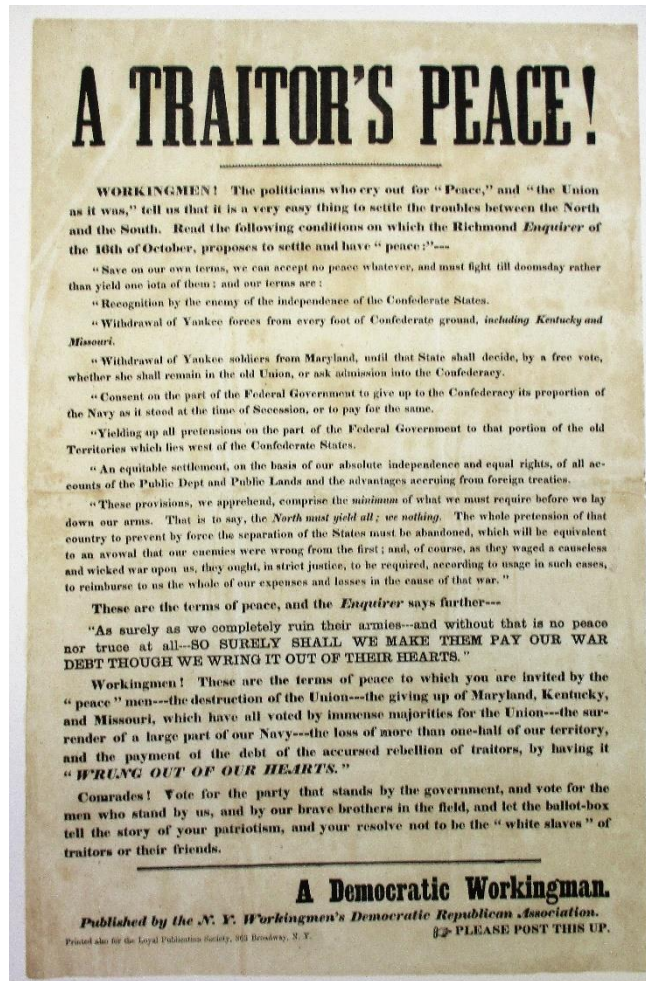 A TRAITOR'S PEACE!
WORKINGMEN! The politicians who cry out for "Peace," and "the Union
as it was," tell us that it is a very easy thing to settle the troubles between the North
and the South. Read the following conditions on which the Richmond Enquirer of
the 16th of October, proposes to settle and have "peace:"---
"Save on our own terms, we can accept no peace whatever, and must fight till doomsday rather
than yield one iota of them; and our terms are:
"Recognition by the enemy of the independence of the Confederate States.
"Withdrawal of Yankee forces from every foot of Confederate ground, including Kentucky and
Missouri.
"Withdrawal of Yankee soldiers from Maryland, until that State shall decide, by a free vote,
whether she shall remain in the old Union, or ask admission into the Confederacy.
"Consent on the part of the Federal Government to give up to the Confederacy its proportion of
the Navy as it stood at the time of Secession, or to pay for the same.
"Yielding up all pretensions on the part of the Federal Government to that portion of the old
Territories which lies west of the Confederate States.
"An equitable settlement, on the basis of our absolute independence and equal rights, of all ac-
counts of the Public Dept and Public Lands and the advantages accruing from foreign treaties.
"These provisions, we apprehend, comprise the minimum of what we must require before we lay
down our arms. That is to say, the North must yield all; we nothing. The whole pretension of that
country to prevent by force the separation of the States must be abandoned, which will be equivalent
to an avowal that our enemies were wrong from the first; and, of course, as they waged a causeless
and wicked war upon us, they ought, in strict justice, to be required, according to usage in such cases,
to reimburse to us the whole of our expenses and losses in the cause of that war."
These are the terms of peace, and the Enquirer says further---
"As surely as we completely ruin their armies---and without that is no peace
nor truce at all---SO SURELY SHALL WE MAKE THEM PAY OUR WAR
DEBT THOUGH WE WRING IT OUT OF THEIR HEARTS."
Workingmen! These are the terms of peace to which you are invited by the
"peace" men---the destruction of the Union---the giving up of Maryland, Kentucky,
and Missouri, which have all voted by immense majorities for the Union---the sur-
render of a large part of our Navy---the loss of more than one-half of our territory,
and the payment of the debt of the accursed rebellion of traitors, by having it
"WRUNG OUT OF OUR HEARTS."
Comrades! Vote for the party that stands by the government, and vote for the
men who stand by us, and by our brave brothers in the field, and let the ballot-box
tell the story of your patriotism, and your resolve not to be the "white slaves" of
traitors or their friends.
A Democratic Workingman.
Published by the N. Y. Workingmen's Democratic Republican Association.
☞ PLEASE POST THIS UP.
Printed also for the Loyal Publication Society, 863 Broadway, N. Y.